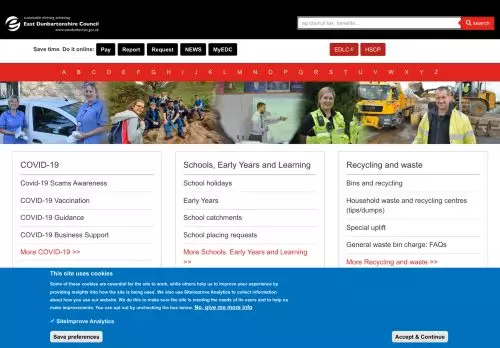 sustainable thriving achieving
East Dunbartonshire Council
www.eastdunbarton.gov.uk
eg council tax, benefits...
search
Save time. Do it online: Pay Report Request NEWS MyEDC EDLC HSCP
A B C D E F G H I J K L M N O P Q R S T U V W X Y Z
COVID-19
Covid-19 Scams Awareness
COVID-19 Vaccination
COVID-19 Guidance
COVID-19 Business Support
More COVID-19 >>
Schools, Early Years and Learning
School holidays
Early Years
School catchments
School placing requests
More Schools, Early Years and Learning
>>
Recycling and waste
Bins and recycling
Household waste and recycling centres
(tips/dumps)
Special uplift
General waste bin charge: FAQs
More Recycling and waste >>
This site uses cookies
Some of these cookies are essential for the site to work, while others help us to improve your experience by
providing insights into how the site is being used. We also use Siteimprove Analytics to collect information
about how you use our website. We do this to make sure the site is meeting the needs of its users and to help us
make improvements. You can opt out by unchecking the box below. No, give me more info
SiteImprove Analytics
Save preferences
Accept & Continue